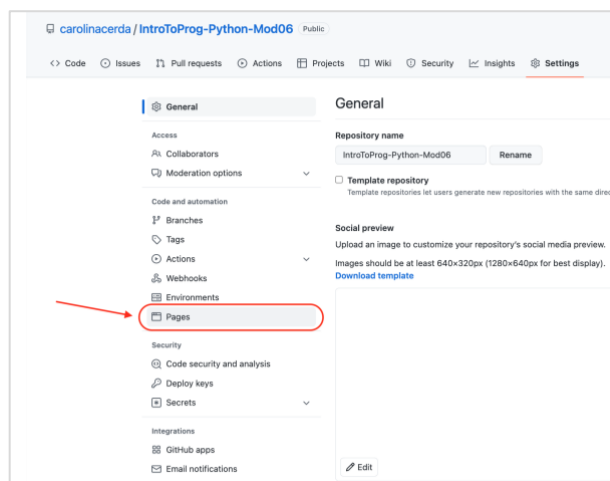 carolinacerda / IntroToProg-Python-Mod06 Public
Code Issues Pull requests Actions Projects Wiki Security Insights Settings
General
Access
Collaborators
Moderation options
Code and automation
Branches
Tags
Actions
Webhooks
Environments
Pages
Security
Code security and analysis
Deploy keys
Secrets
Integrations
GitHub apps
Email notifications
General
Repository name
IntroToProg-Python-Mod06 Rename
Template repository
Template repositories let users generate new repositories with the same direc
Social preview
Upload an image to customize your repository's social media preview.
Images should be at least 640×320px (1280×640px for best display).
Download template
Edit